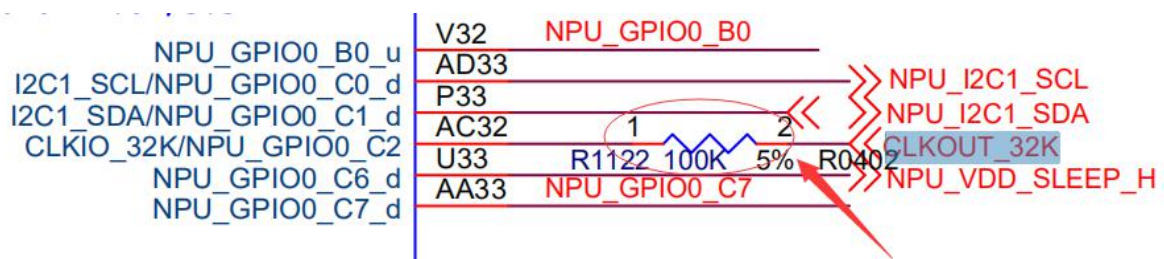 V32 NPU_GPIO0_B0
NPU_GPIO0_B0_u
AD33
I2C1_SCL/NPU_GPIO0_C0_d NPU_I2C1_SCL
P33
I2C1_SDA/NPU_GPIO0_C1_d NPU_I2C1_SDA
AC32 1 2
CLKIO_32K/NPU_GPIO0_C2 CLKOUT_32K
U33 R1122 100K 5% R0402
NPU_GPIO0_C6_d NPU_VDD_SLEEP_H
AA33 NPU_GPIO0_C7
NPU_GPIO0_C7_d